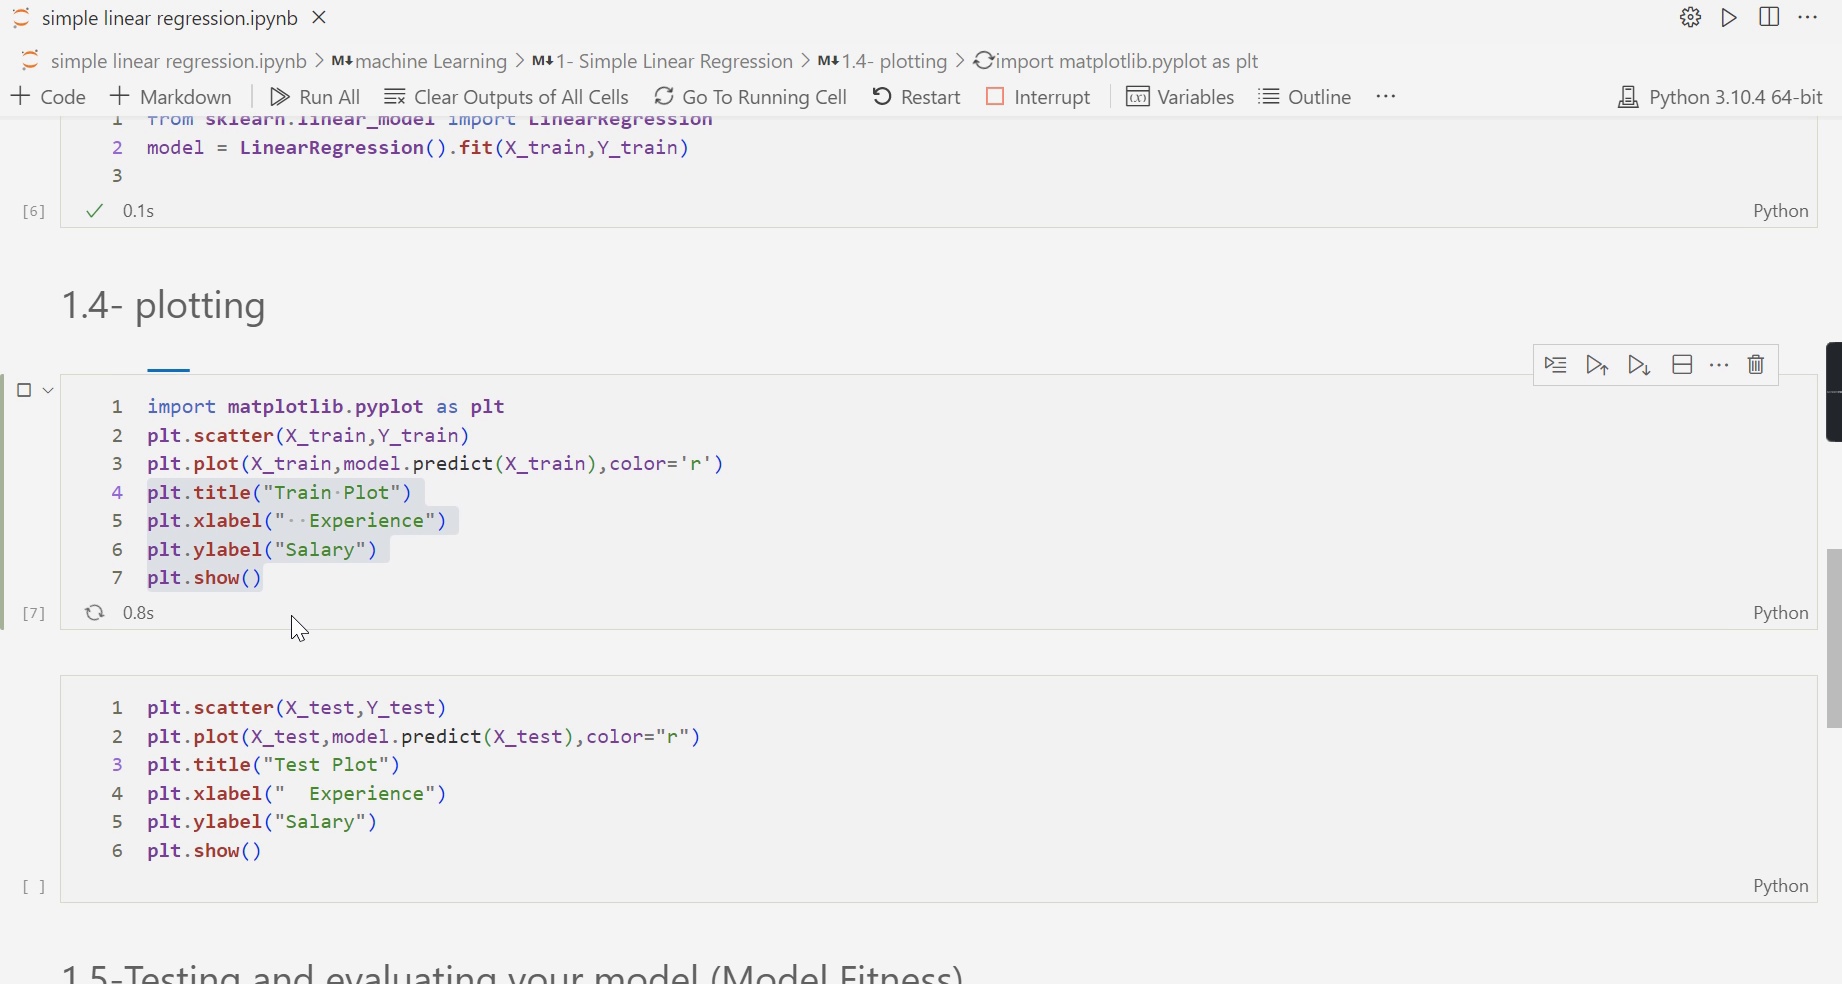 simple linear regression.ipynb
simple linear regression.ipynb > M↓machine Learning > M↓1- Simple Linear Regression > M↓1.4- plotting > import matplotlib.pyplot as plt
+ Code + Markdown Run All Clear Outputs of All Cells Go To Running Cell Restart Interrupt Variables Outline ... Python 3.10.4 64-bit
1 from sklearn.linear_model import LinearRegression
2 model = LinearRegression().fit(X_train,Y_train)
3
[6] 0.1s Python
1.4- plotting
1 import matplotlib.pyplot as plt
2 plt.scatter(X_train,Y_train)
3 plt.plot(X_train,model.predict(X_train),color='r')
4 plt.title("Train·Plot")
5 plt.xlabel("··Experience")
6 plt.ylabel("Salary")
7 plt.show()
[7] 0.8s Python
1 plt.scatter(X_test,Y_test)
2 plt.plot(X_test,model.predict(X_test),color="r")
3 plt.title("Test Plot")
4 plt.xlabel("  Experience")
5 plt.ylabel("Salary")
6 plt.show()
[ ] Python
1.5-Testing and evaluating your model (Model Fitness)